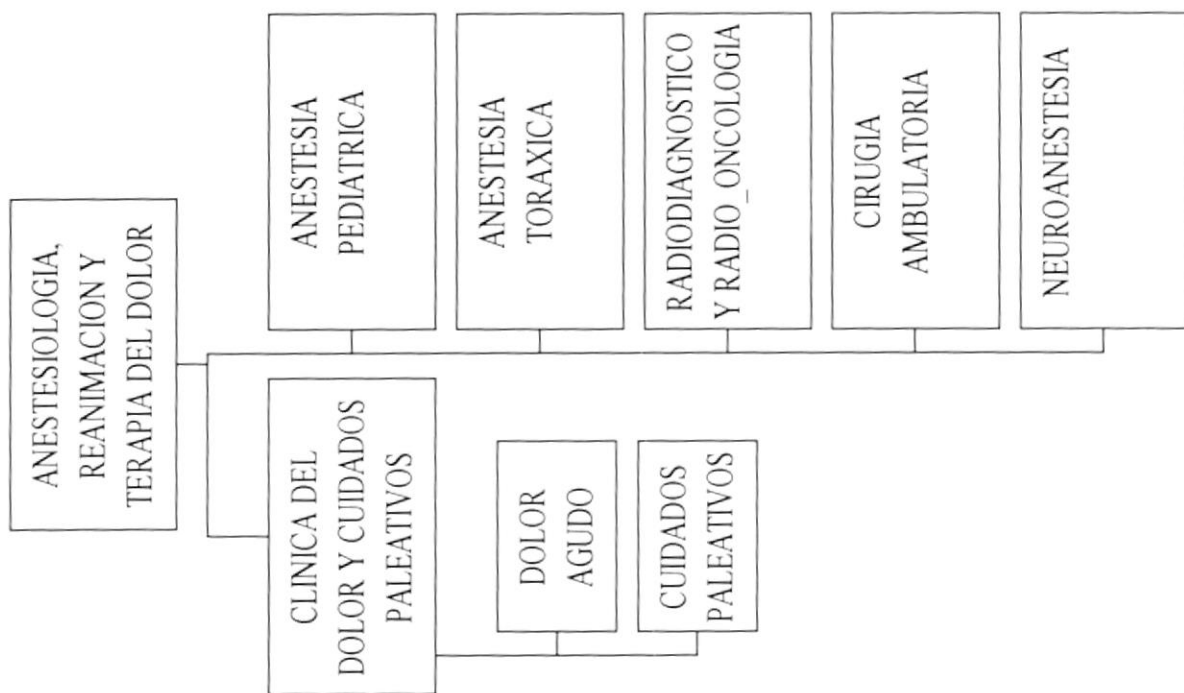 ANESTESIOLOGIA,
REANIMACION Y
TERAPIA DEL DOLOR
CLINICA DEL
DOLOR Y CUIDADOS
PALEATIVOS
DOLOR
AGUDO
CUIDADOS
PALEATIVOS
ANESTESIA
PEDIATRICA
ANESTESIA
TORAXICA
RADIODIAGNOSTICO
Y RADIO_ONCOLOGIA
CIRUGIA
AMBULATORIA
NEUROANESTESIA